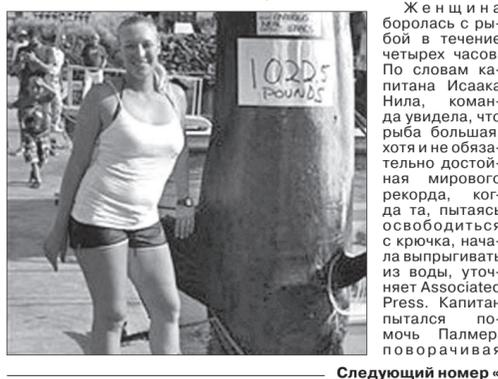 1022.5
POUNDS
Женщина
боролась с ры-
бой в течение
четырех часов.
По словам ка-
питана Исаака
Нила, коман-
да увидела, что
рыба большая,
хотя и не обяза-
тельно достой-
ная мирового
рекорда, ког-
да та, пытаясь
освободиться
с крючка, нача-
ла выпрыгивать
из воды, уточ-
няет Associated
Press. Капитан
пытался по-
мочь Палмер,
поворачивая
Следующий номер «